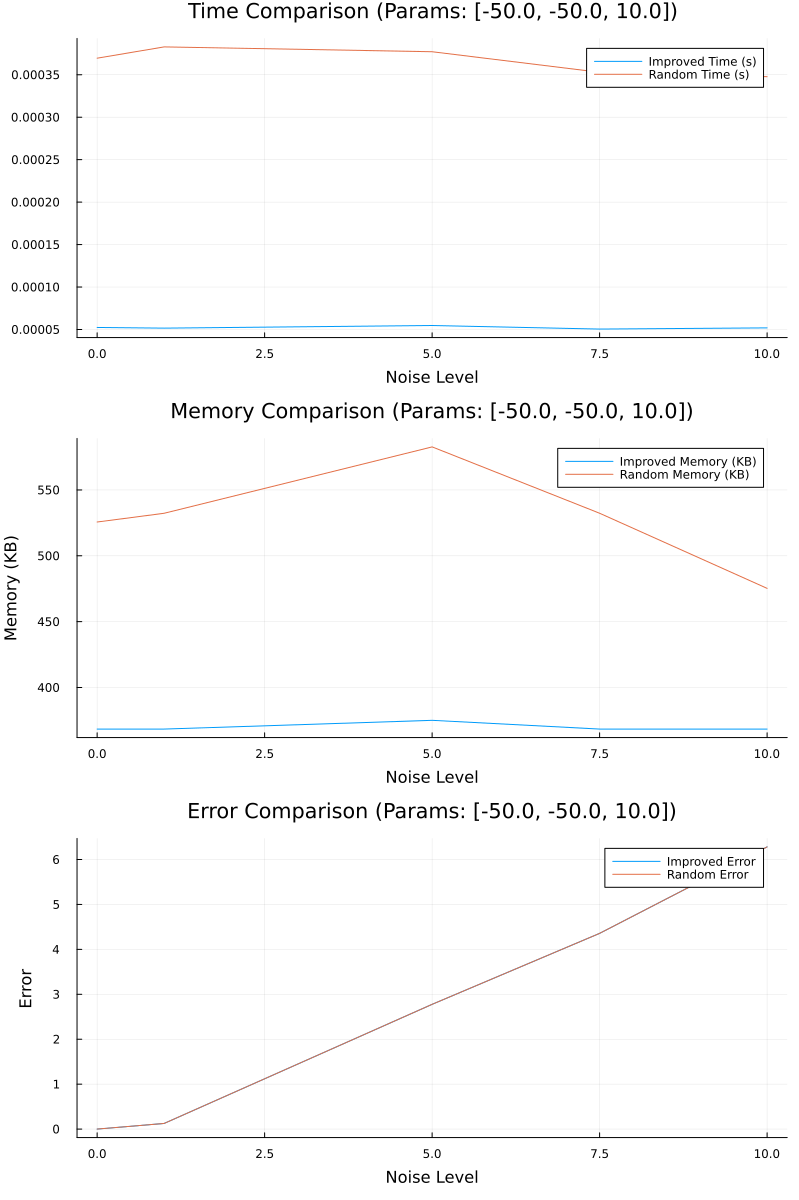 Time Comparison (Params: [-50.0, -50.0, 10.0])
Improved Time (s)
Random Time (s)
0.00035
0.00030
0.00025
0.00020
0.00015
0.00010
0.00005
0.0 2.5 5.0 7.5 10.0
Noise Level
Memory Comparison (Params: [-50.0, -50.0, 10.0])
Improved Memory (KB)
Random Memory (KB)
Memory (KB)
550
500
450
400
0.0 2.5 5.0 7.5 10.0
Noise Level
Error Comparison (Params: [-50.0, -50.0, 10.0])
Improved Error
Random Error
Error
6
5
4
3
2
1
0
0.0 2.5 5.0 7.5 10.0
Noise Level